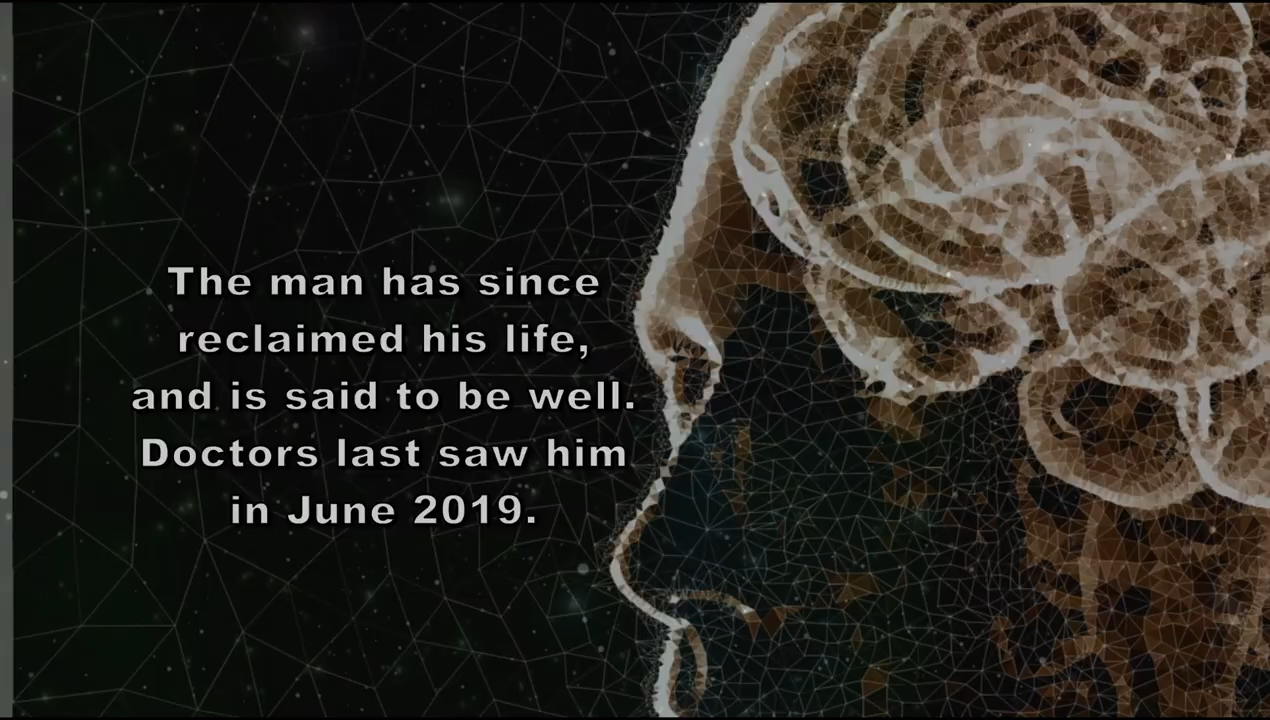 The man has since
reclaimed his life,
and is said to be well.
Doctors last saw him
in June 2019.